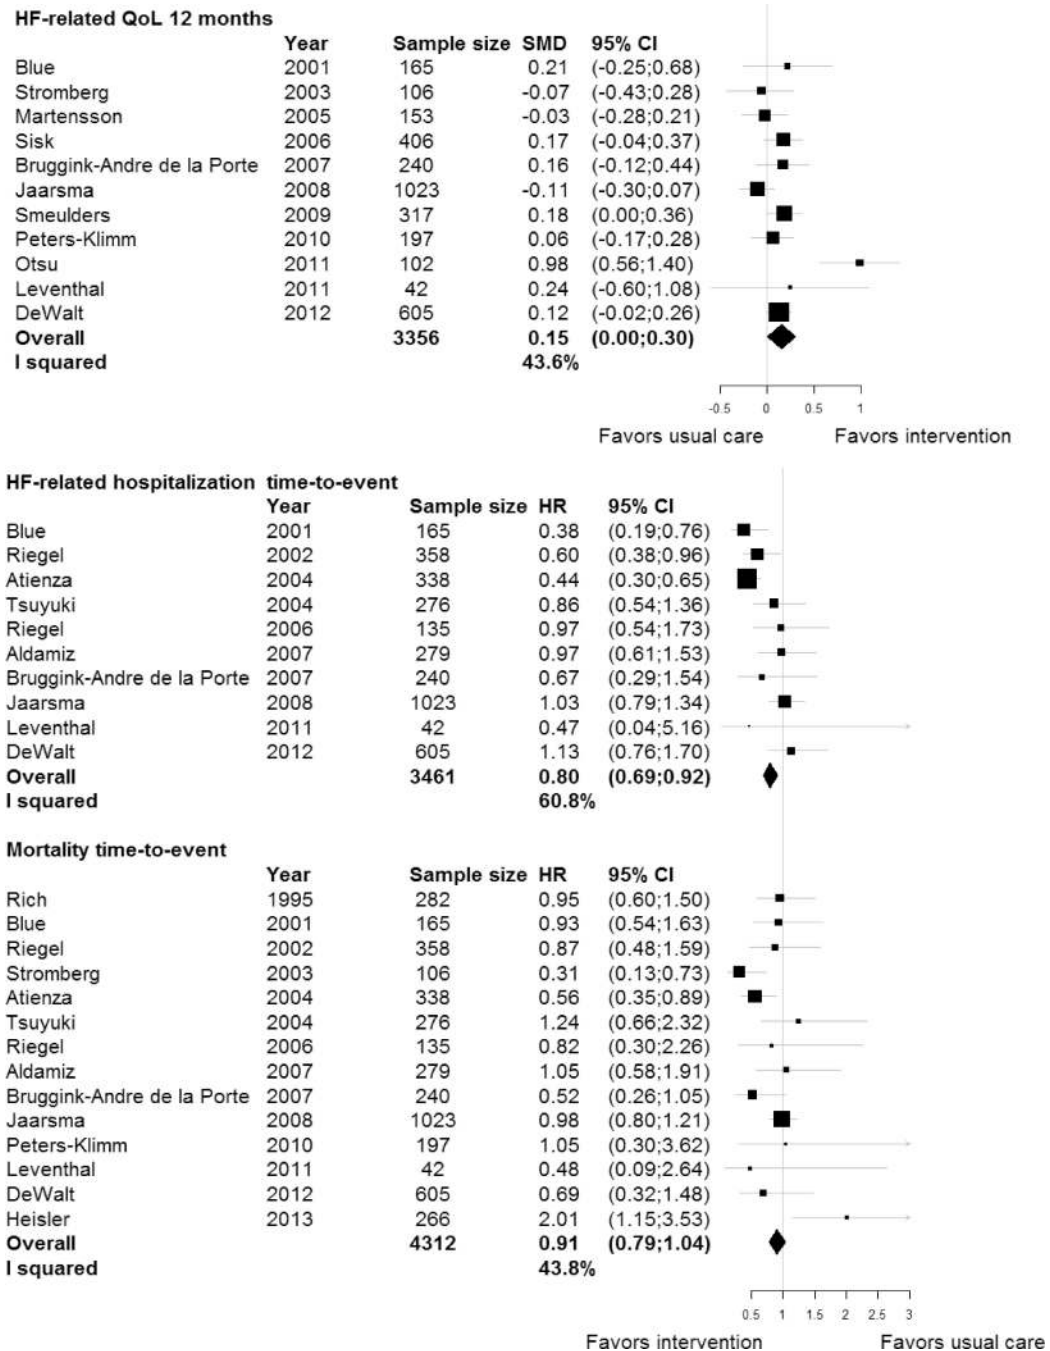 HF-related QoL 12 months
Year Sample size SMD 95% CI
Blue 2001 165 0.21 (-0.25;0.68)
Stromberg 2003 106 -0.07 (-0.43;0.28)
Martensson 2005 153 -0.03 (-0.28;0.21)
Sisk 2006 406 0.17 (-0.04;0.37)
Bruggink-Andre de la Porte 2007 240 0.16 (-0.12;0.44)
Jaarsma 2008 1023 -0.11 (-0.30;0.07)
Smeulders 2009 317 0.18 (0.00;0.36)
Peters-Klimm 2010 197 0.06 (-0.17;0.28)
Otsu 2011 102 0.98 (0.56;1.40)
Leventhal 2011 42 0.24 (-0.60;1.08)
DeWalt 2012 605 0.12 (-0.02;0.26)
Overall 3356 0.15 (0.00;0.30)
I squared 43.6%
-0.5 0 0.5 1
Favors usual care Favors intervention
HF-related hospitalization time-to-event
Year Sample size HR 95% CI
Blue 2001 165 0.38 (0.19;0.76)
Riegel 2002 358 0.60 (0.38;0.96)
Atienza 2004 338 0.44 (0.30;0.65)
Tsuyuki 2004 276 0.86 (0.54;1.36)
Riegel 2006 135 0.97 (0.54;1.73)
Aldamiz 2007 279 0.97 (0.61;1.53)
Bruggink-Andre de la Porte 2007 240 0.67 (0.29;1.54)
Jaarsma 2008 1023 1.03 (0.79;1.34)
Leventhal 2011 42 0.47 (0.04;5.16)
DeWalt 2012 605 1.13 (0.76;1.70)
Overall 3461 0.80 (0.69;0.92)
I squared 60.8%
Mortality time-to-event
Year Sample size HR 95% CI
Rich 1995 282 0.95 (0.60;1.50)
Blue 2001 165 0.93 (0.54;1.63)
Riegel 2002 358 0.87 (0.48;1.59)
Stromberg 2003 106 0.31 (0.13;0.73)
Atienza 2004 338 0.56 (0.35;0.89)
Tsuyuki 2004 276 1.24 (0.66;2.32)
Riegel 2006 135 0.82 (0.30;2.26)
Aldamiz 2007 279 1.05 (0.58;1.91)
Bruggink-Andre de la Porte 2007 240 0.52 (0.26;1.05)
Jaarsma 2008 1023 0.98 (0.80;1.21)
Peters-Klimm 2010 197 1.05 (0.30;3.62)
Leventhal 2011 42 0.48 (0.09;2.64)
DeWalt 2012 605 0.69 (0.32;1.48)
Heisler 2013 266 2.01 (1.15;3.53)
Overall 4312 0.91 (0.79;1.04)
I squared 43.8%
0.5 1 1.5 2 2.5 3
Favors intervention Favors usual care